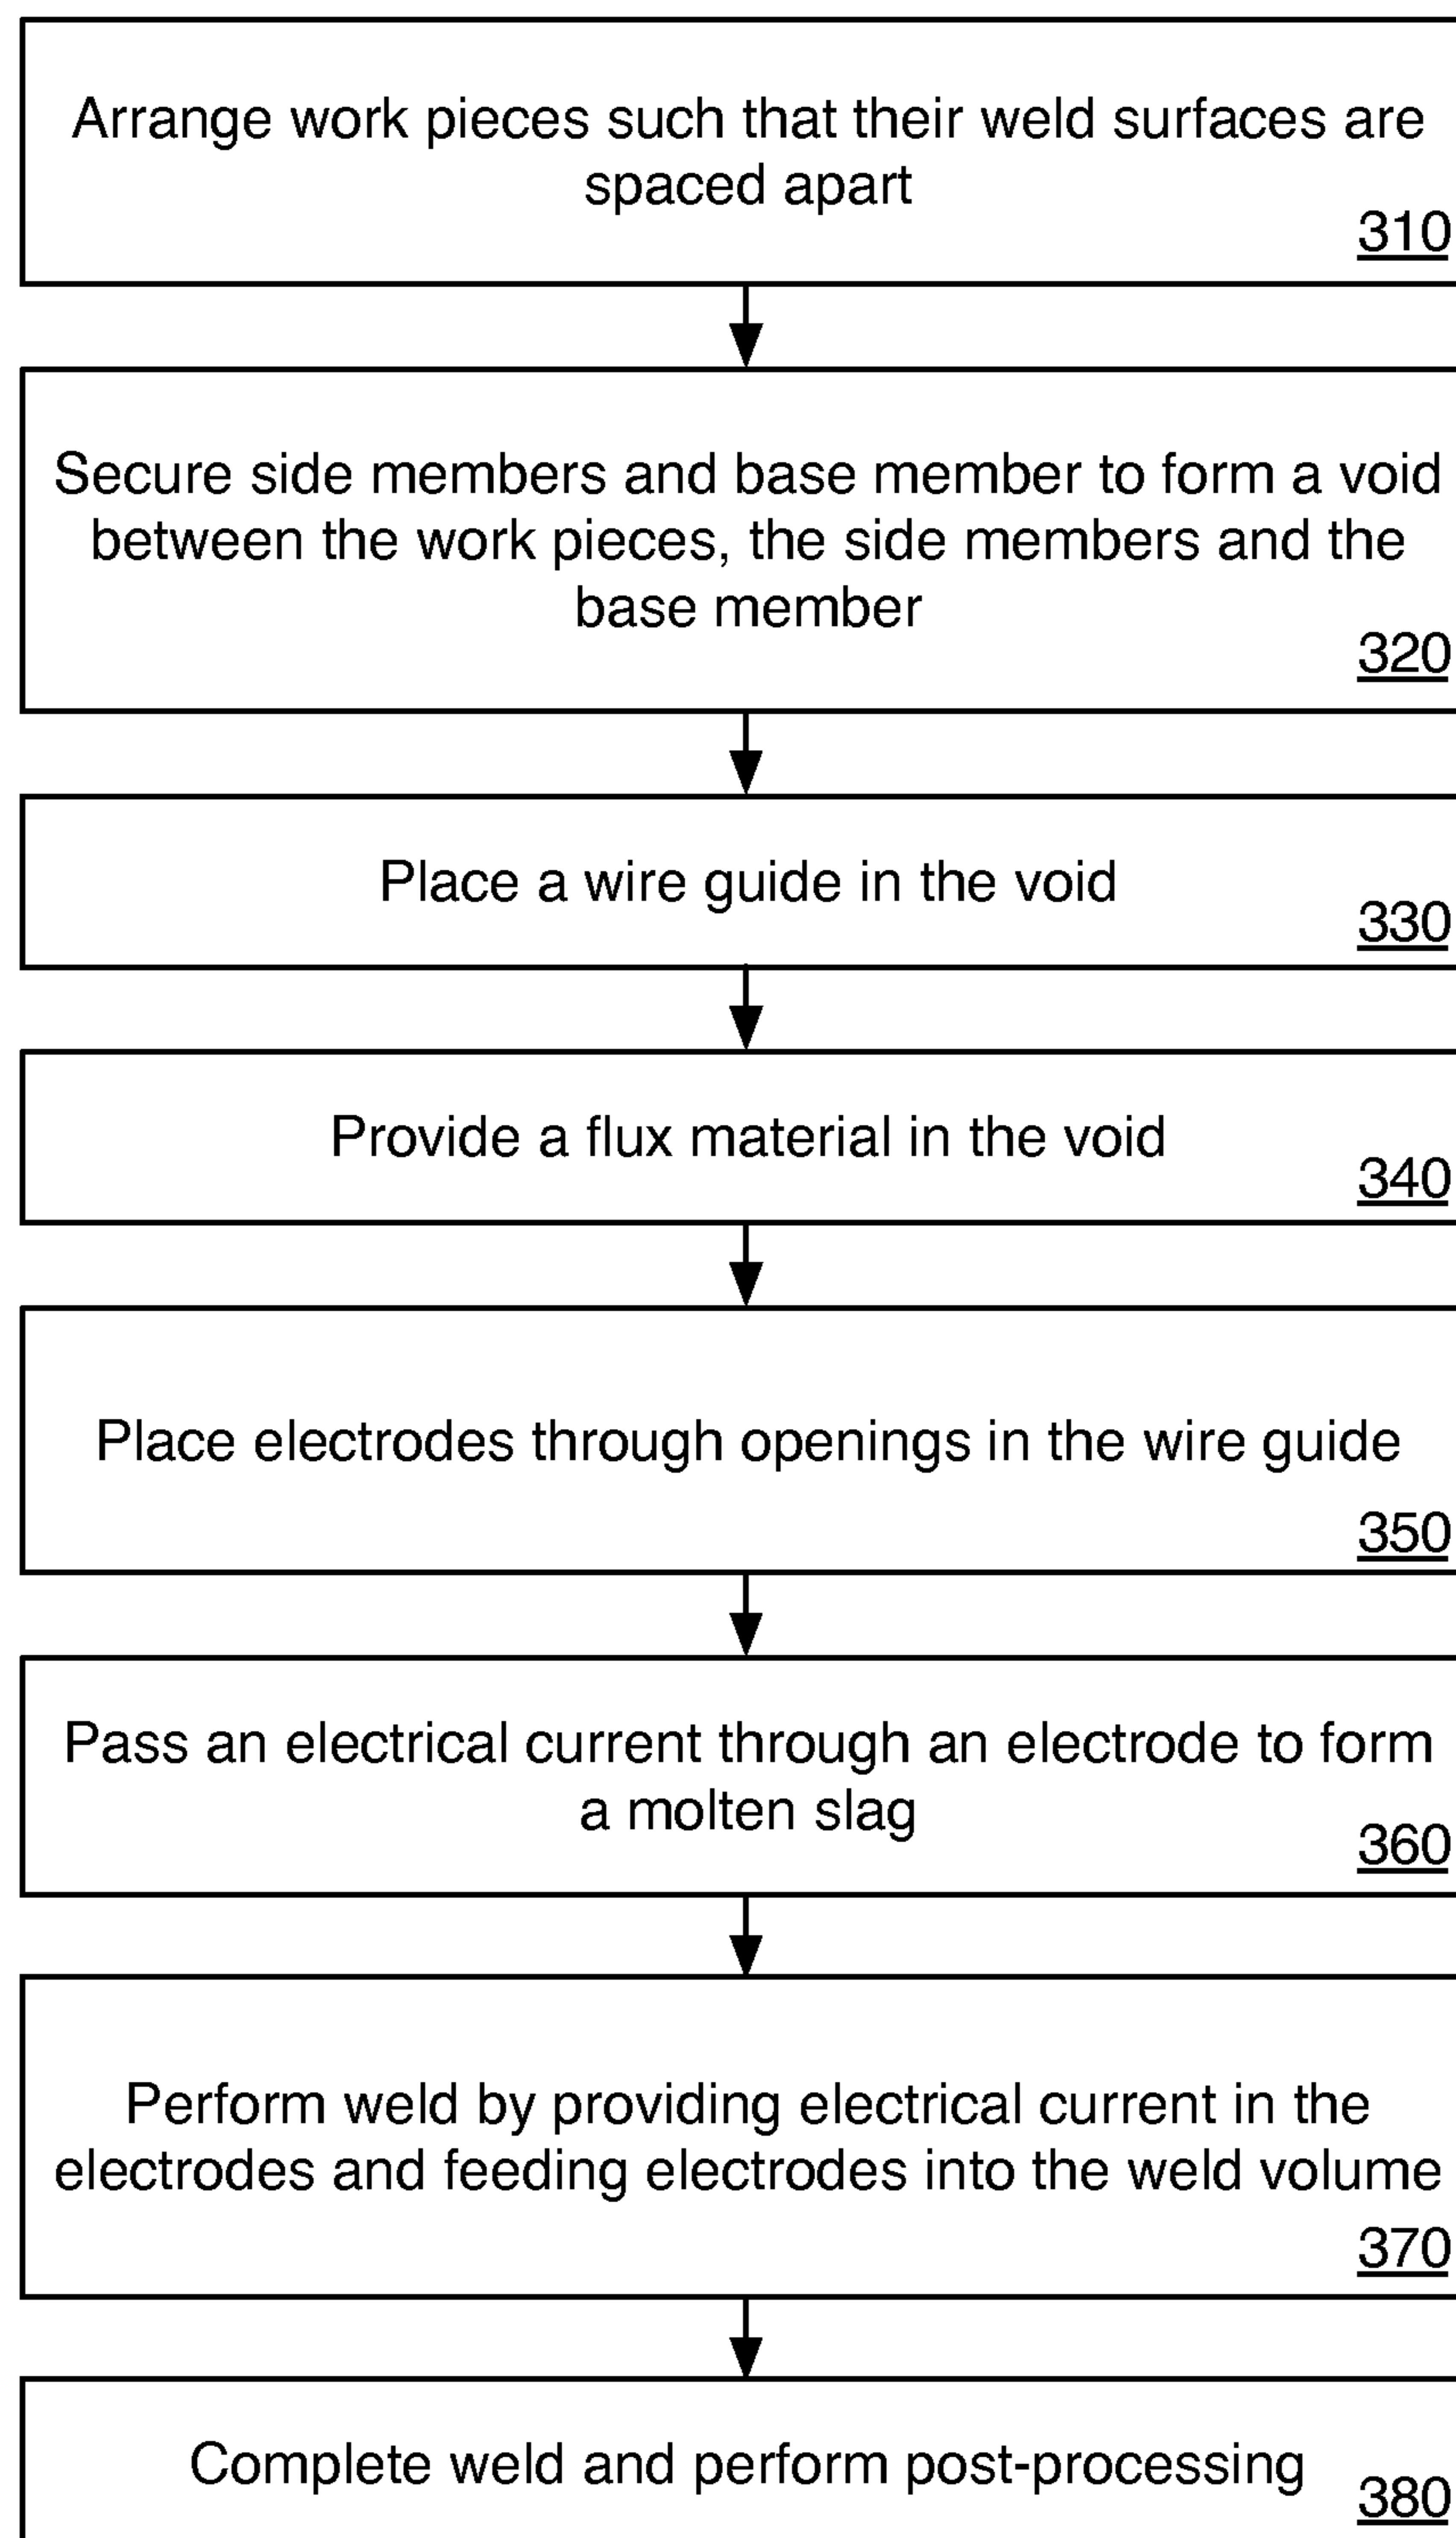 Arrange work pieces such that their weld surfaces are
spaced apart
310
Secure side members and base member to form a void
between the work pieces, the side members and the
base member
320
Place a wire guide in the void
330
Provide a flux material in the void
340
Place electrodes through openings in the wire guide
350
Pass an electrical current through an electrode to form
a molten slag
360
Perform weld by providing electrical current in the
electrodes and feeding electrodes into the weld volume
370
Complete weld and perform post-processing
380